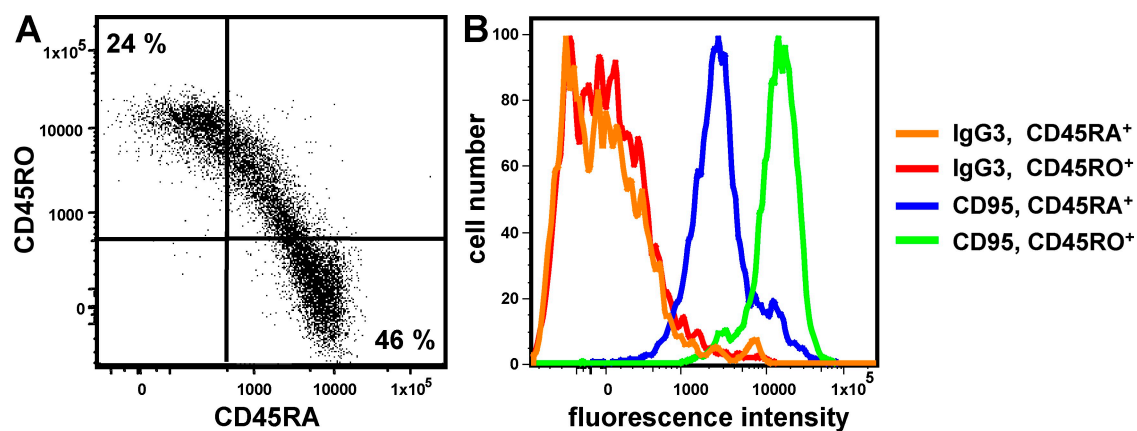 A
24 %
46 %
1x10⁵
10000
1000
0
CD45RO
0
1000
10000
1x10⁵
CD45RA
B
100
80
60
40
20
0
cell number
0
1000
10000
1x10⁵
fluorescence intensity
IgG3, CD45RA⁺
IgG3, CD45RO⁺
CD95, CD45RA⁺
CD95, CD45RO⁺